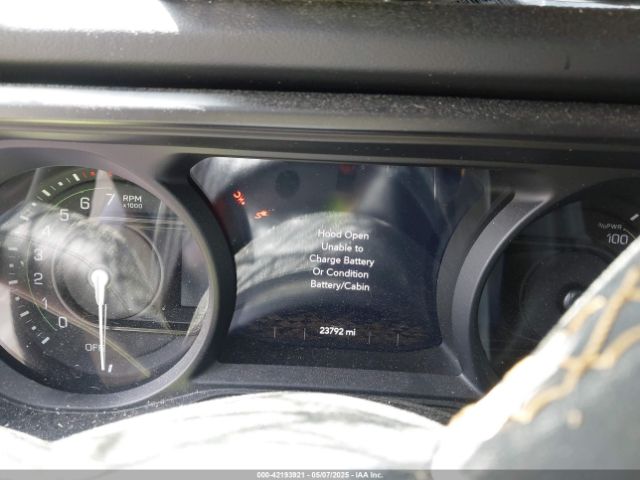 6 7
RPM
x1000
5
4
3
2
1
0
OFF
Hood Open
Unable to
Charge Battery
Or Condition
Battery/Cabin
23792 mi
%PWR
100
000-42193921 - 05/07/2025 - IAA Inc.